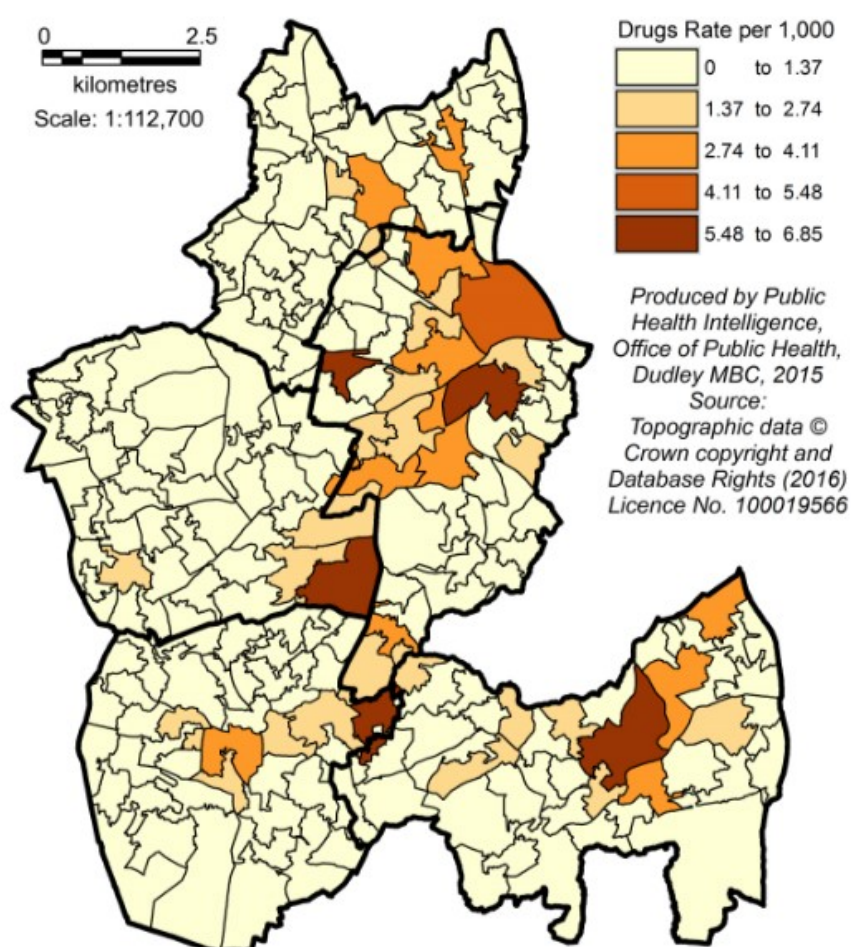 0 2.5
kilometres
Scale: 1:112,700
Drugs Rate per 1,000
0 to 1.37
1.37 to 2.74
2.74 to 4.11
4.11 to 5.48
5.48 to 6.85
Produced by Public
Health Intelligence,
Office of Public Health,
Dudley MBC, 2015
Source:
Topographic data ©
Crown copyright and
Database Rights (2016)
Licence No. 100019566